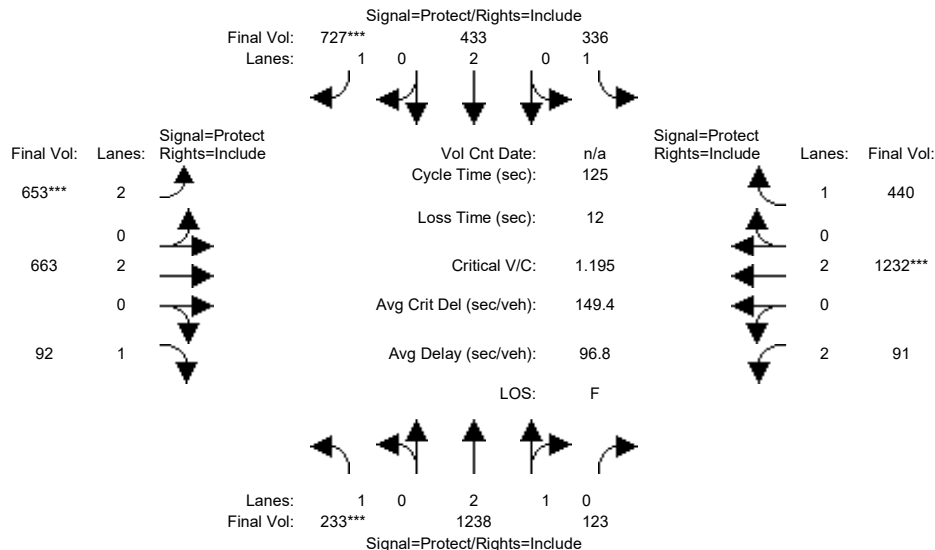 Signal=Protect/Rights=Include
Final Vol: 727*** 433 336
Lanes: 1 0 2 0 1
Signal=Protect Signal=Protect
Final Vol: Lanes: Rights=Include Vol Cnt Date: n/a Rights=Include Lanes: Final Vol:
Cycle Time (sec): 125
653*** 2 1 440
Loss Time (sec): 12
0 0
663 2 Critical V/C: 1.195 2 1232***
0 Avg Crit Del (sec/veh): 149.4 0
92 1 Avg Delay (sec/veh): 96.8 2 91
LOS: F
Lanes: 1 0 2 1 0
Final Vol: 233*** 1238 123
Signal=Protect/Rights=Include